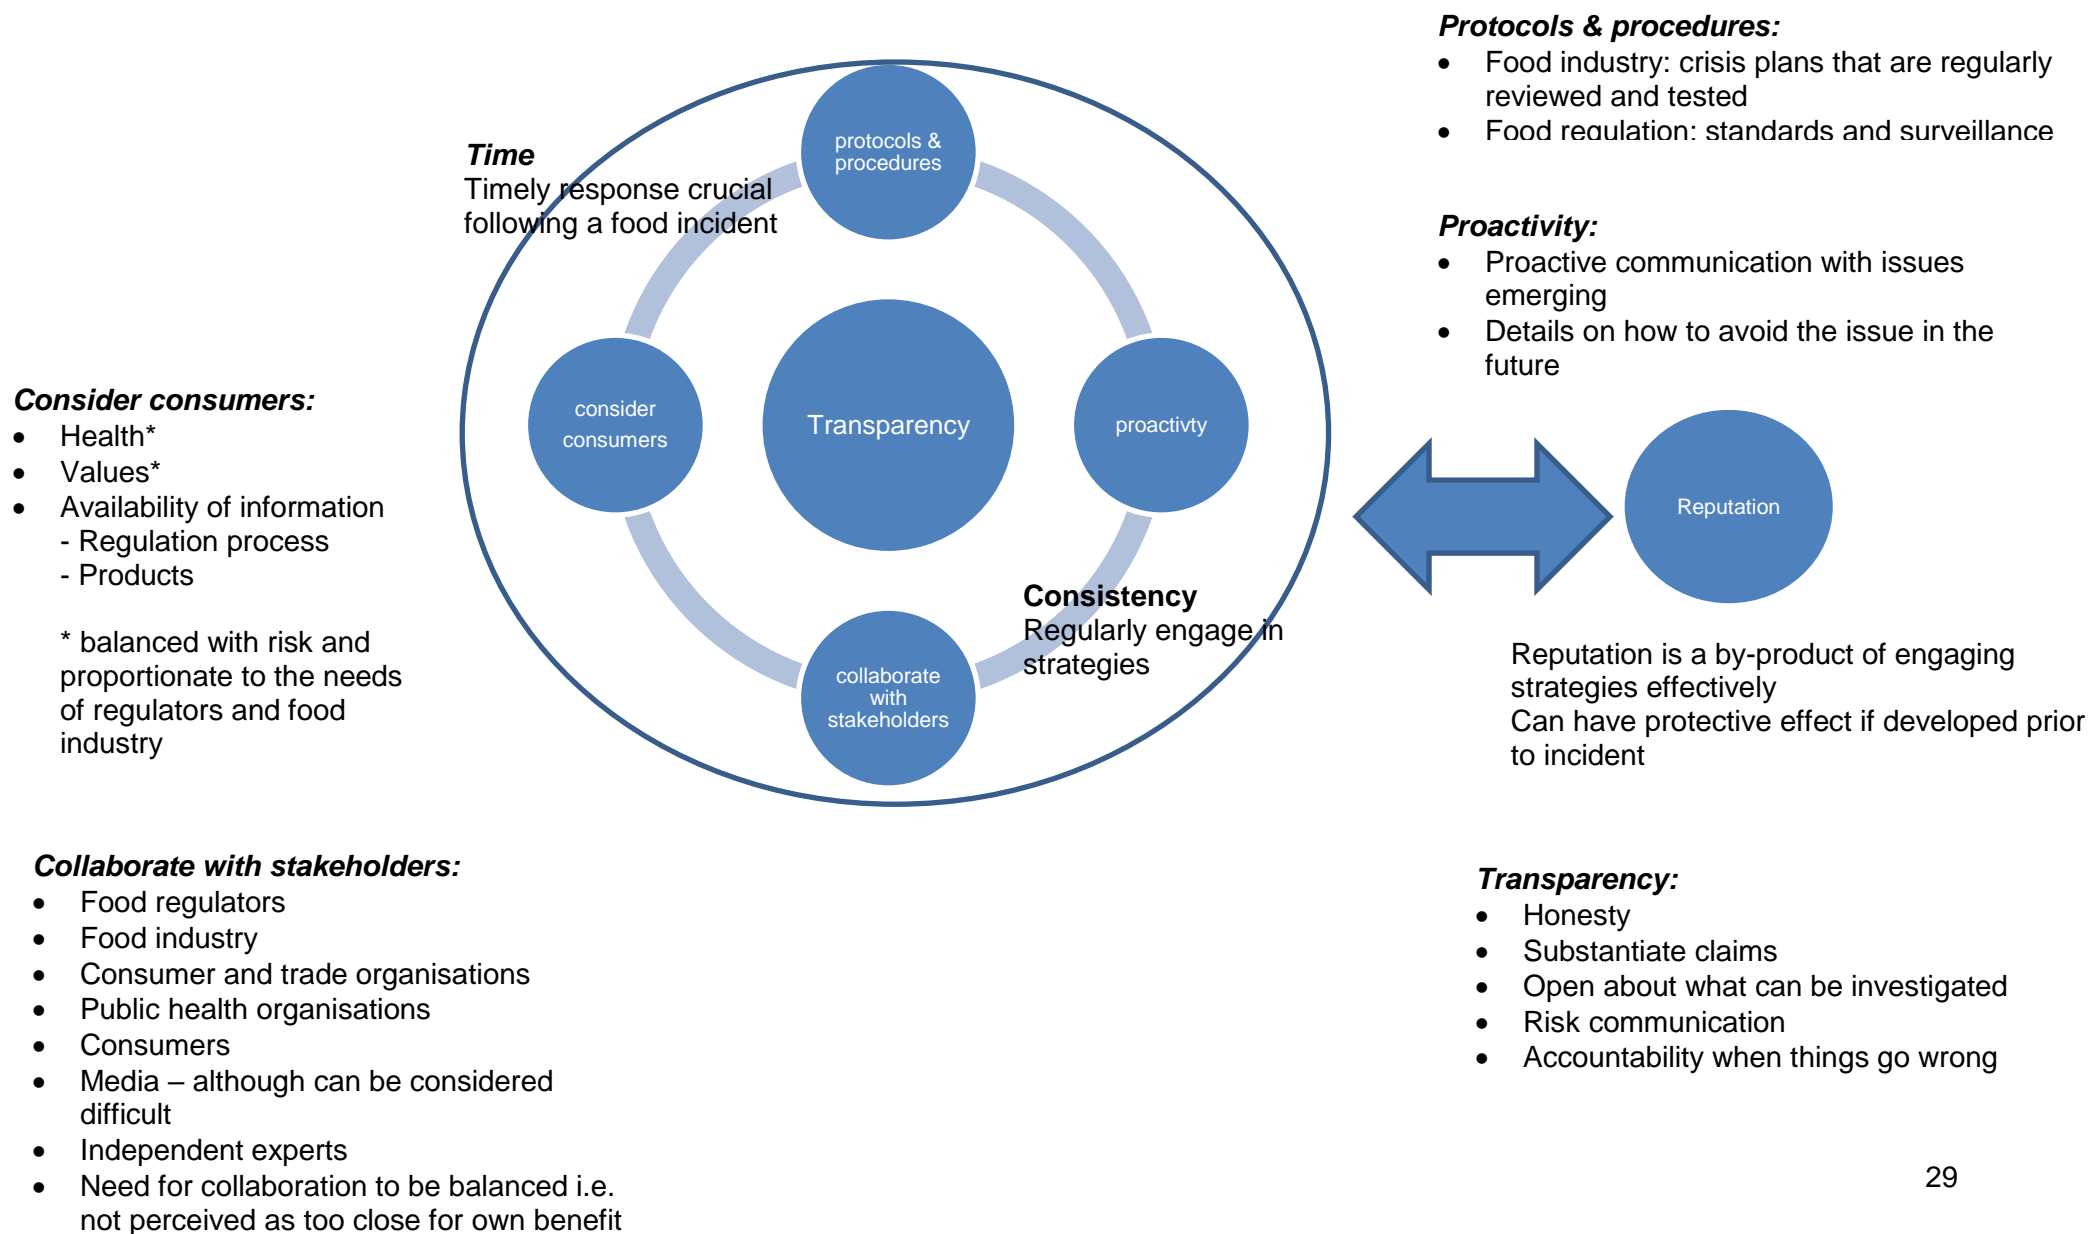 Protocols & procedures:
• Food industry: crisis plans that are regularly
reviewed and tested
• Food regulation: standards and surveillance
Time
Timely response crucial
following a food incident
protocols &
procedures
Proactivity:
• Proactive communication with issues
emerging
• Details on how to avoid the issue in the
future
Consider consumers:
• Health*
• Values*
• Availability of information
- Regulation process
- Products
* balanced with risk and
proportionate to the needs
of regulators and food
industry
consider
consumers
Transparency
proactivty
Reputation
Consistency
Regularly engage in
strategies
collaborate
with
stakeholders
Reputation is a by-product of engaging
strategies effectively
Can have protective effect if developed prior
to incident
Collaborate with stakeholders:
• Food regulators
• Food industry
• Consumer and trade organisations
• Public health organisations
• Consumers
• Media – although can be considered
difficult
• Independent experts
• Need for collaboration to be balanced i.e.
not perceived as too close for own benefit
Transparency:
• Honesty
• Substantiate claims
• Open about what can be investigated
• Risk communication
• Accountability when things go wrong
29